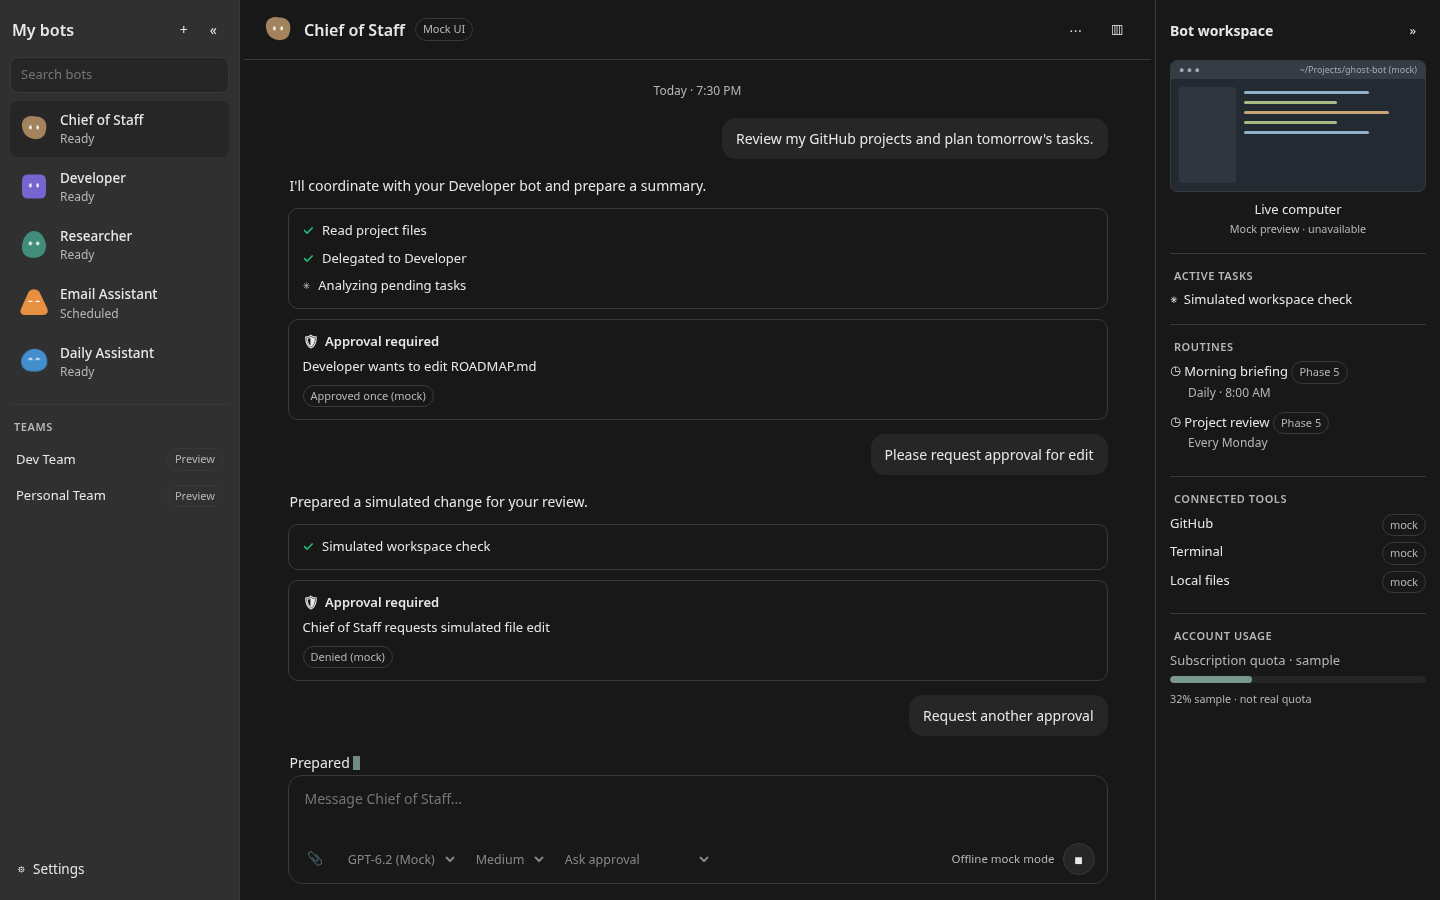 My bots
+
«
Search bots
Chief of Staff
Ready
Developer
Ready
Researcher
Ready
Email Assistant
Scheduled
Daily Assistant
Ready
TEAMS
Dev Team Preview
Personal Team Preview
Settings
Chief of Staff Mock UI
...
Today · 7:30 PM
Review my GitHub projects and plan tomorrow's tasks.
I'll coordinate with your Developer bot and prepare a summary.
✓ Read project files
✓ Delegated to Developer
Analyzing pending tasks
Approval required
Developer wants to edit ROADMAP.md
Approved once (mock)
Please request approval for edit
Prepared a simulated change for your review.
✓ Simulated workspace check
Approval required
Chief of Staff requests simulated file edit
Denied (mock)
Request another approval
Prepared
Message Chief of Staff...
GPT-6.2 (Mock) Medium Ask approval Offline mock mode
Bot workspace »
~/Projects/ghost-bot (mock)
Live computer
Mock preview · unavailable
ACTIVE TASKS
Simulated workspace check
ROUTINES
Morning briefing Phase 5
Daily · 8:00 AM
Project review Phase 5
Every Monday
CONNECTED TOOLS
GitHub mock
Terminal mock
Local files mock
ACCOUNT USAGE
Subscription quota · sample
32% sample · not real quota